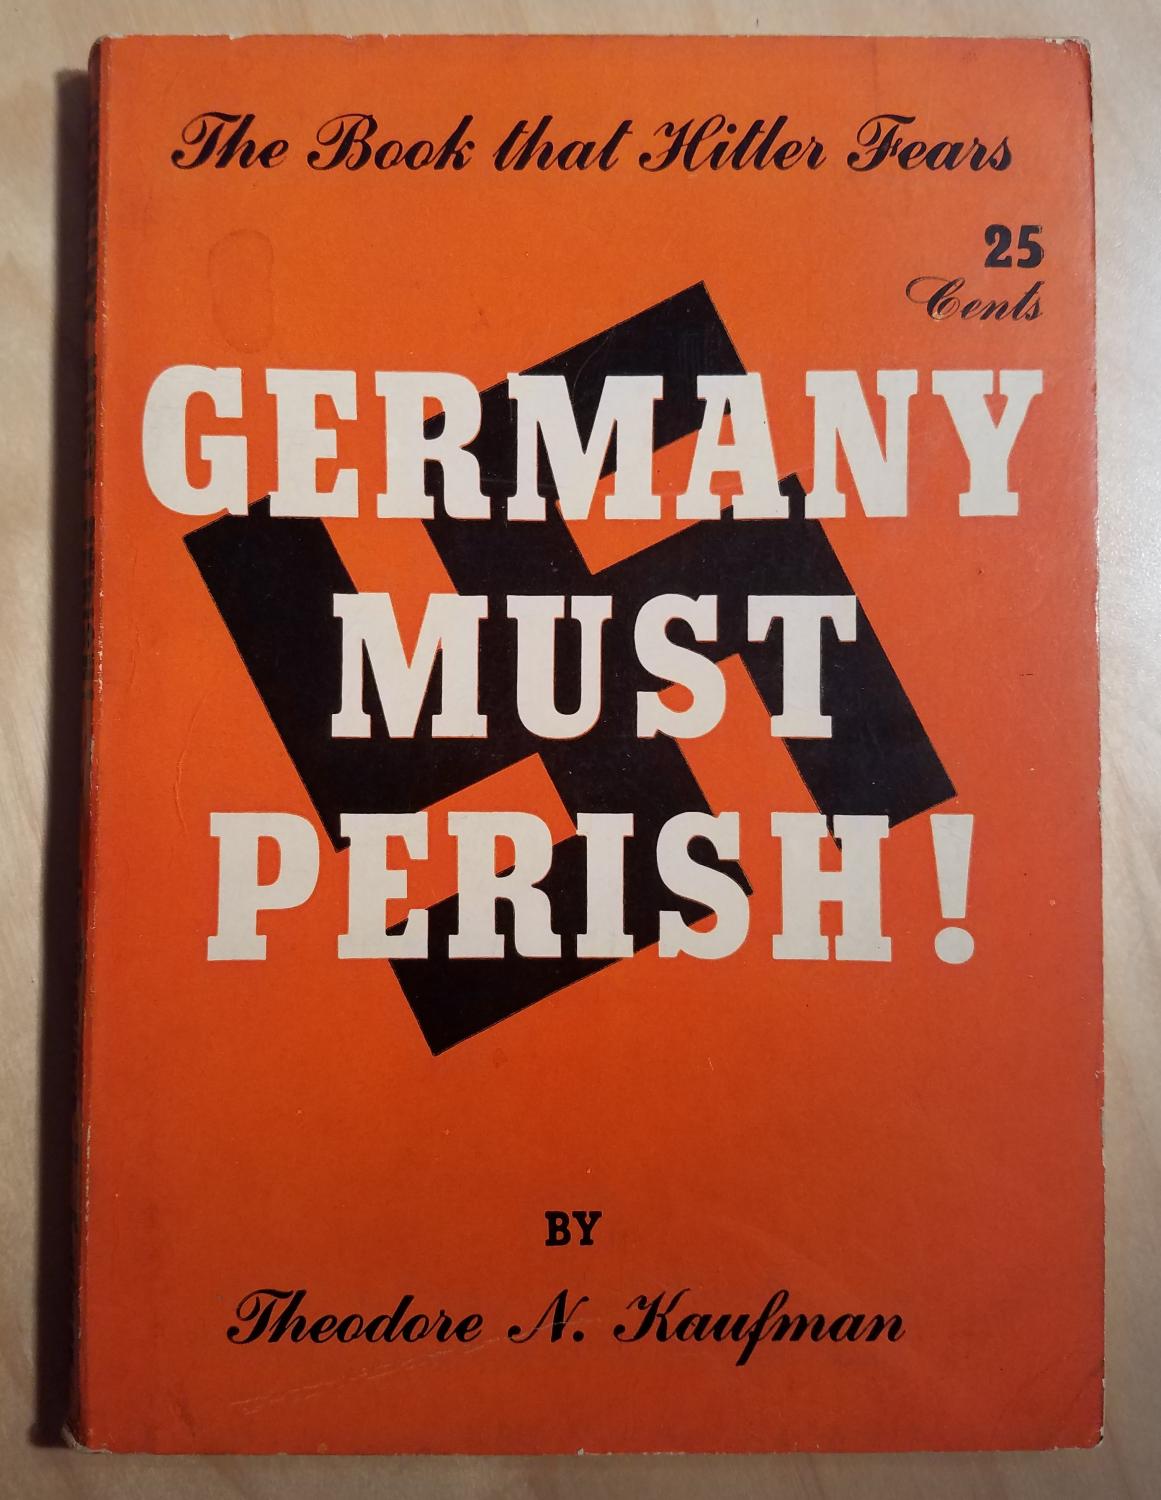 The Book that Hitler Fears
25
Cents
GERMANY
MUST
PERISH!
BY
Theodore N. Kaufman